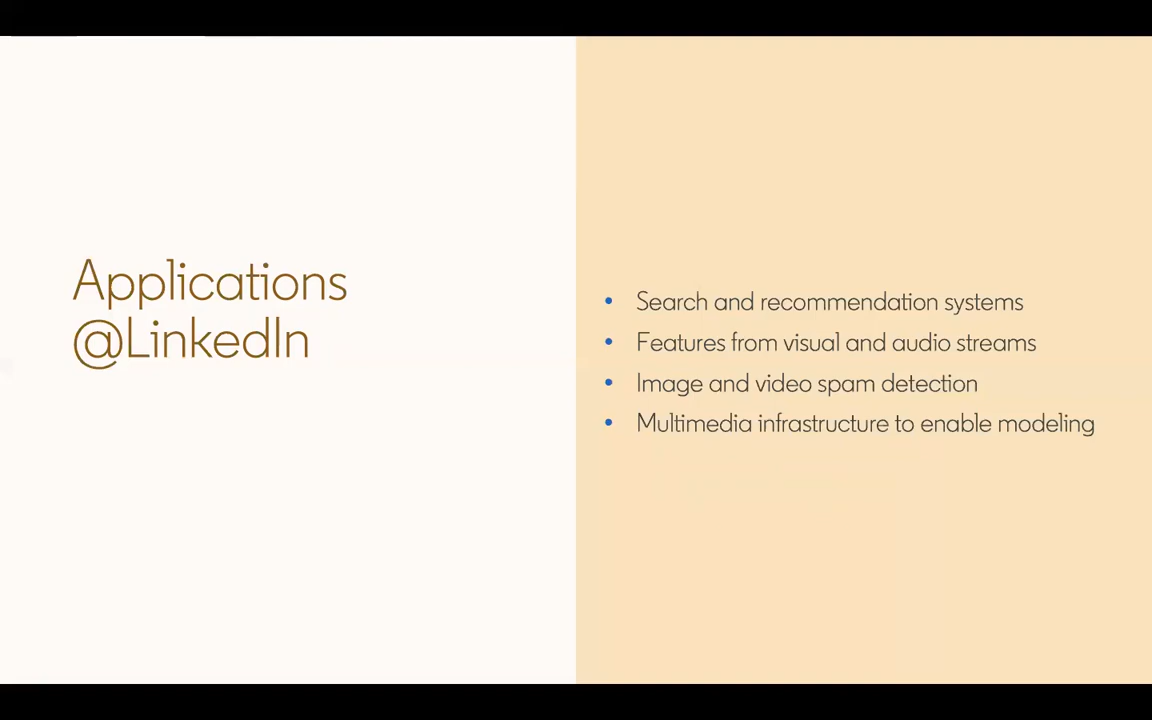 Applications
@LinkedIn
• Search and recommendation systems
• Features from visual and audio streams
• Image and video spam detection
• Multimedia infrastructure to enable modeling